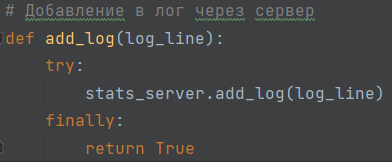 # Добавление в лог через сервер
def add_log(log_line):
    try:
        stats_server.add_log(log_line)
    finally:
        return True